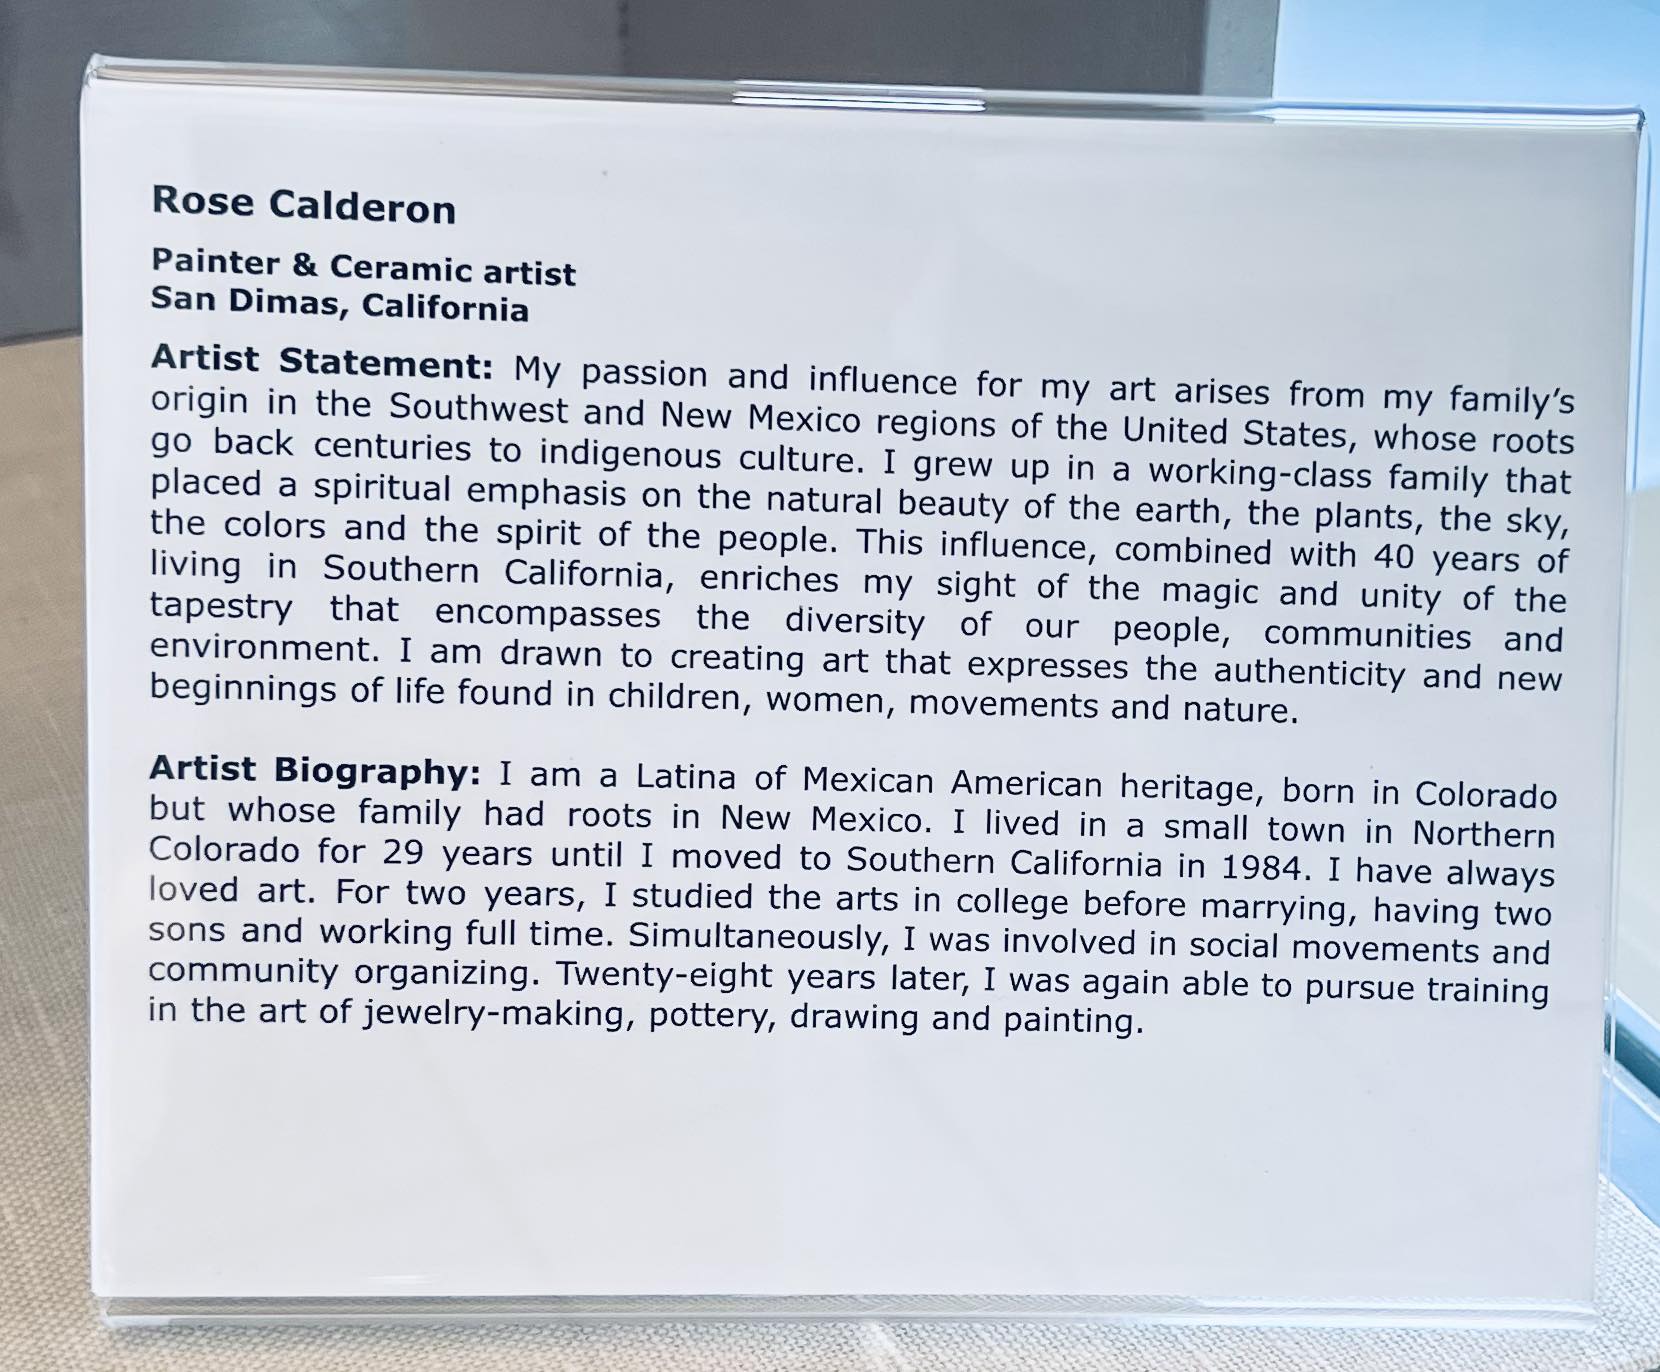 Rose Calderon
Painter & Ceramic artist
San Dimas, California
Artist Statement: My passion and influence for my art arises from my family's
origin in the Southwest and New Mexico regions of the United States, whose roots
go back centuries to indigenous culture. I grew up in a working-class family that
placed a spiritual emphasis on the natural beauty of the earth, the plants, the sky,
the colors and the spirit of the people. This influence, combined with 40 years of
living in Southern California, enriches my sight of the magic and unity of the
tapestry that encompasses the diversity of our people, communities and
environment. I am drawn to creating art that expresses the authenticity and new
beginnings of life found in children, women, movements and nature.
Artist Biography: I am a Latina of Mexican American heritage, born in Colorado
but whose family had roots in New Mexico. I lived in a small town in Northern
Colorado for 29 years until I moved to Southern California in 1984. I have always
loved art. For two years, I studied the arts in college before marrying, having two
sons and working full time. Simultaneously, I was involved in social movements and
community organizing. Twenty-eight years later, I was again able to pursue training
in the art of jewelry-making, pottery, drawing and painting.